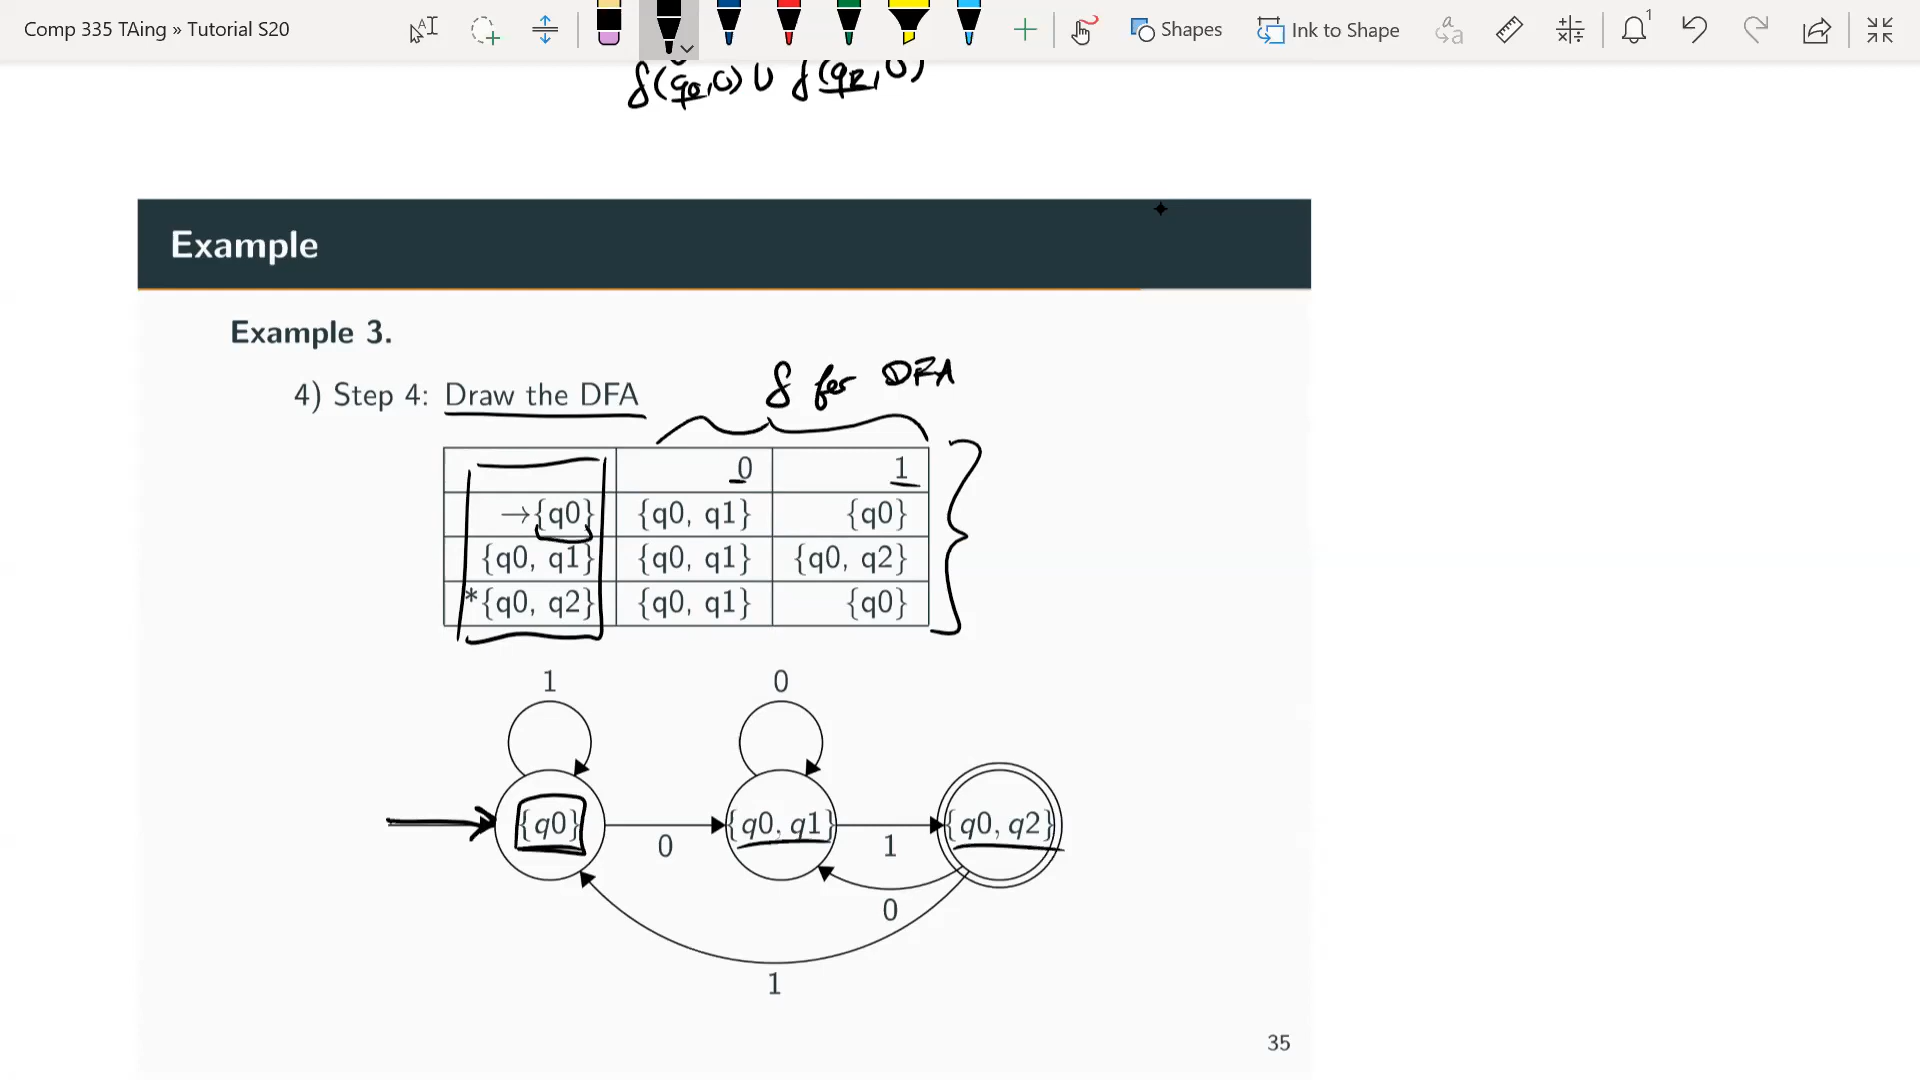 Comp 335 TAing » Tutorial S20
Shapes
Ink to Shape
1
δ(q0,0) ∪ δ(q2,0)
Example
Example 3.
4) Step 4: Draw the DFA
δ for DFA
0 1
→{q0} {q0, q1} {q0}
{q0, q1} {q0, q1} {q0, q2}
*{q0, q2} {q0, q1} {q0}
1 0
{q0} {q0, q1} {q0, q2}
0 1
0
1
35